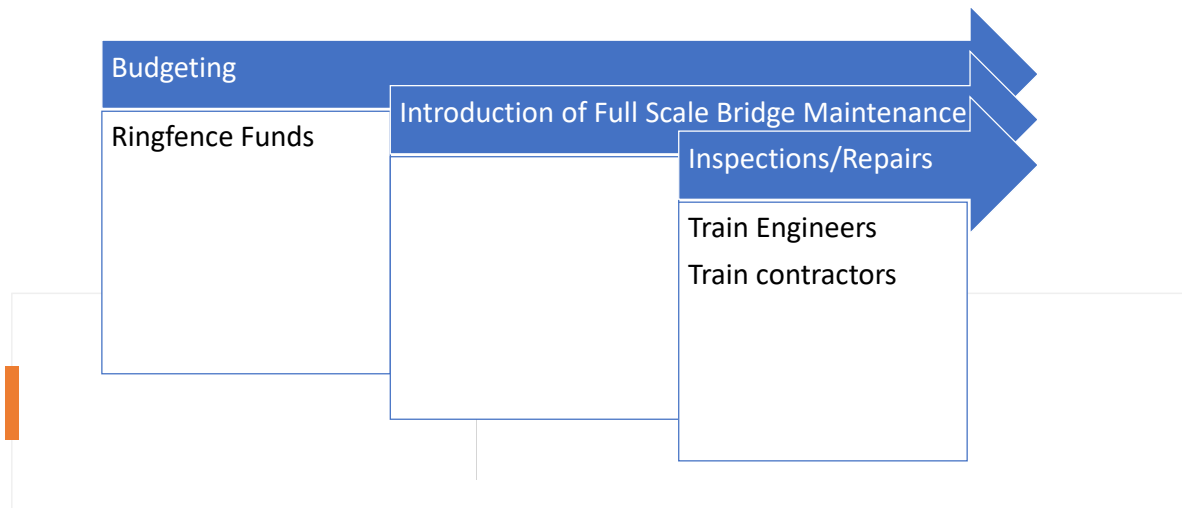 Budgeting
Ringfence Funds
Introduction of Full Scale Bridge Maintenance
Inspections/Repairs
Train Engineers
Train contractors